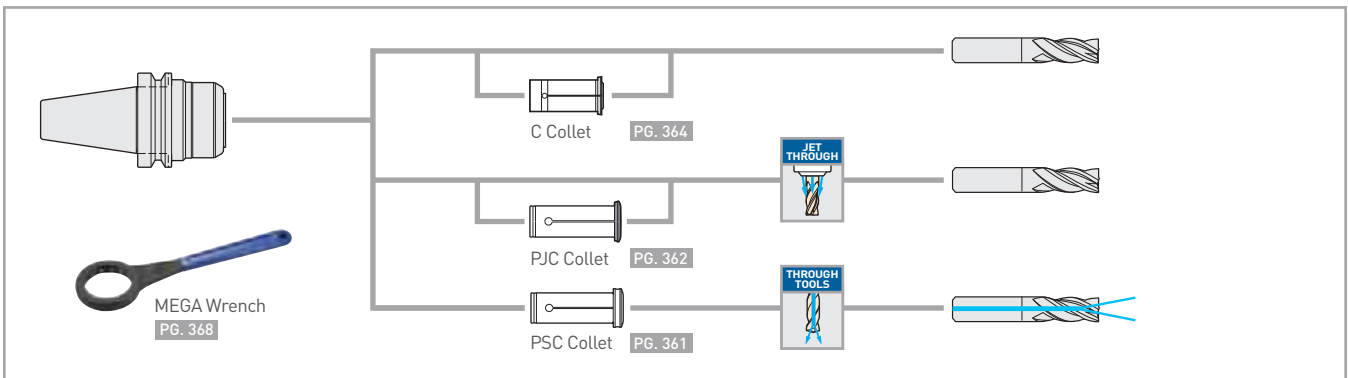 C Collet PG. 364
JET
THROUGH
PJC Collet PG. 362
MEGA Wrench
PG. 368
THROUGH
TOOLS
PSC Collet PG. 361